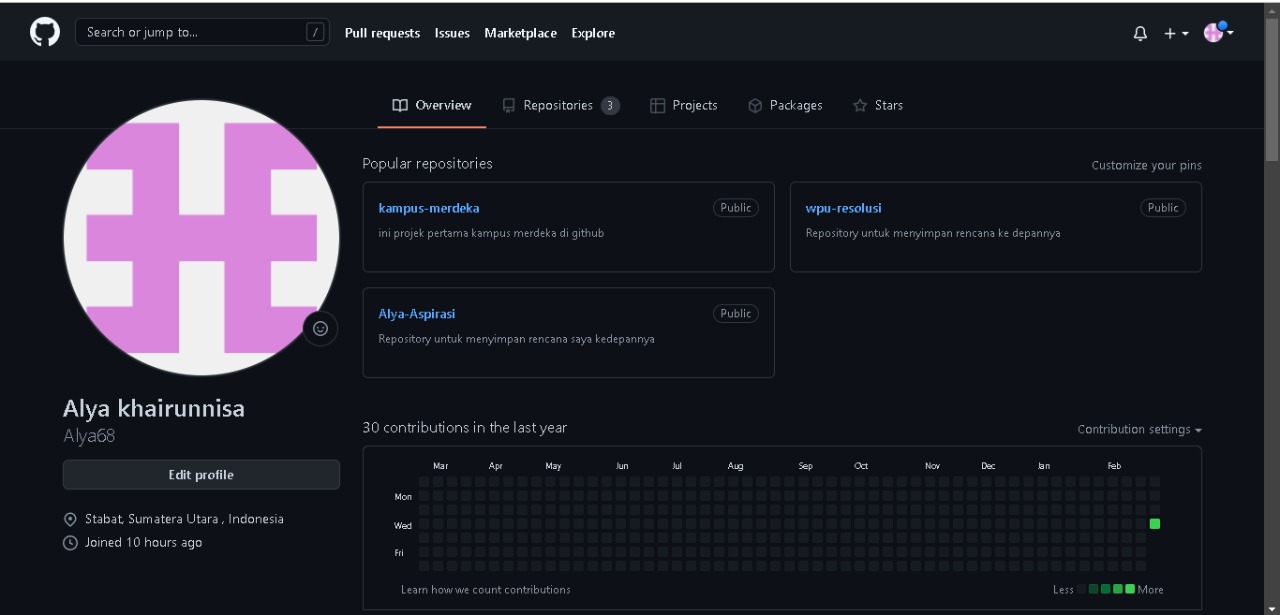 Search or jump to... /
Pull requests Issues Marketplace Explore
Overview Repositories 3 Projects Packages Stars
Popular repositories
Customize your pins
kampus-merdeka Public
ini projek pertama kampus merdeka di github
wpu-resolusi Public
Repository untuk menyimpan rencana ke depannya
Alya-Aspirasi Public
Repository untuk menyimpan rencana saya kedepannya
Alya khairunnisa
Alya68
Edit profile
Stabat, Sumatera Utara , Indonesia
Joined 10 hours ago
30 contributions in the last year
Contribution settings
Mar Apr May Jun Jul Aug Sep Oct Nov Dec Jan Feb
Mon
Wed
Fri
Learn how we count contributions
Less More